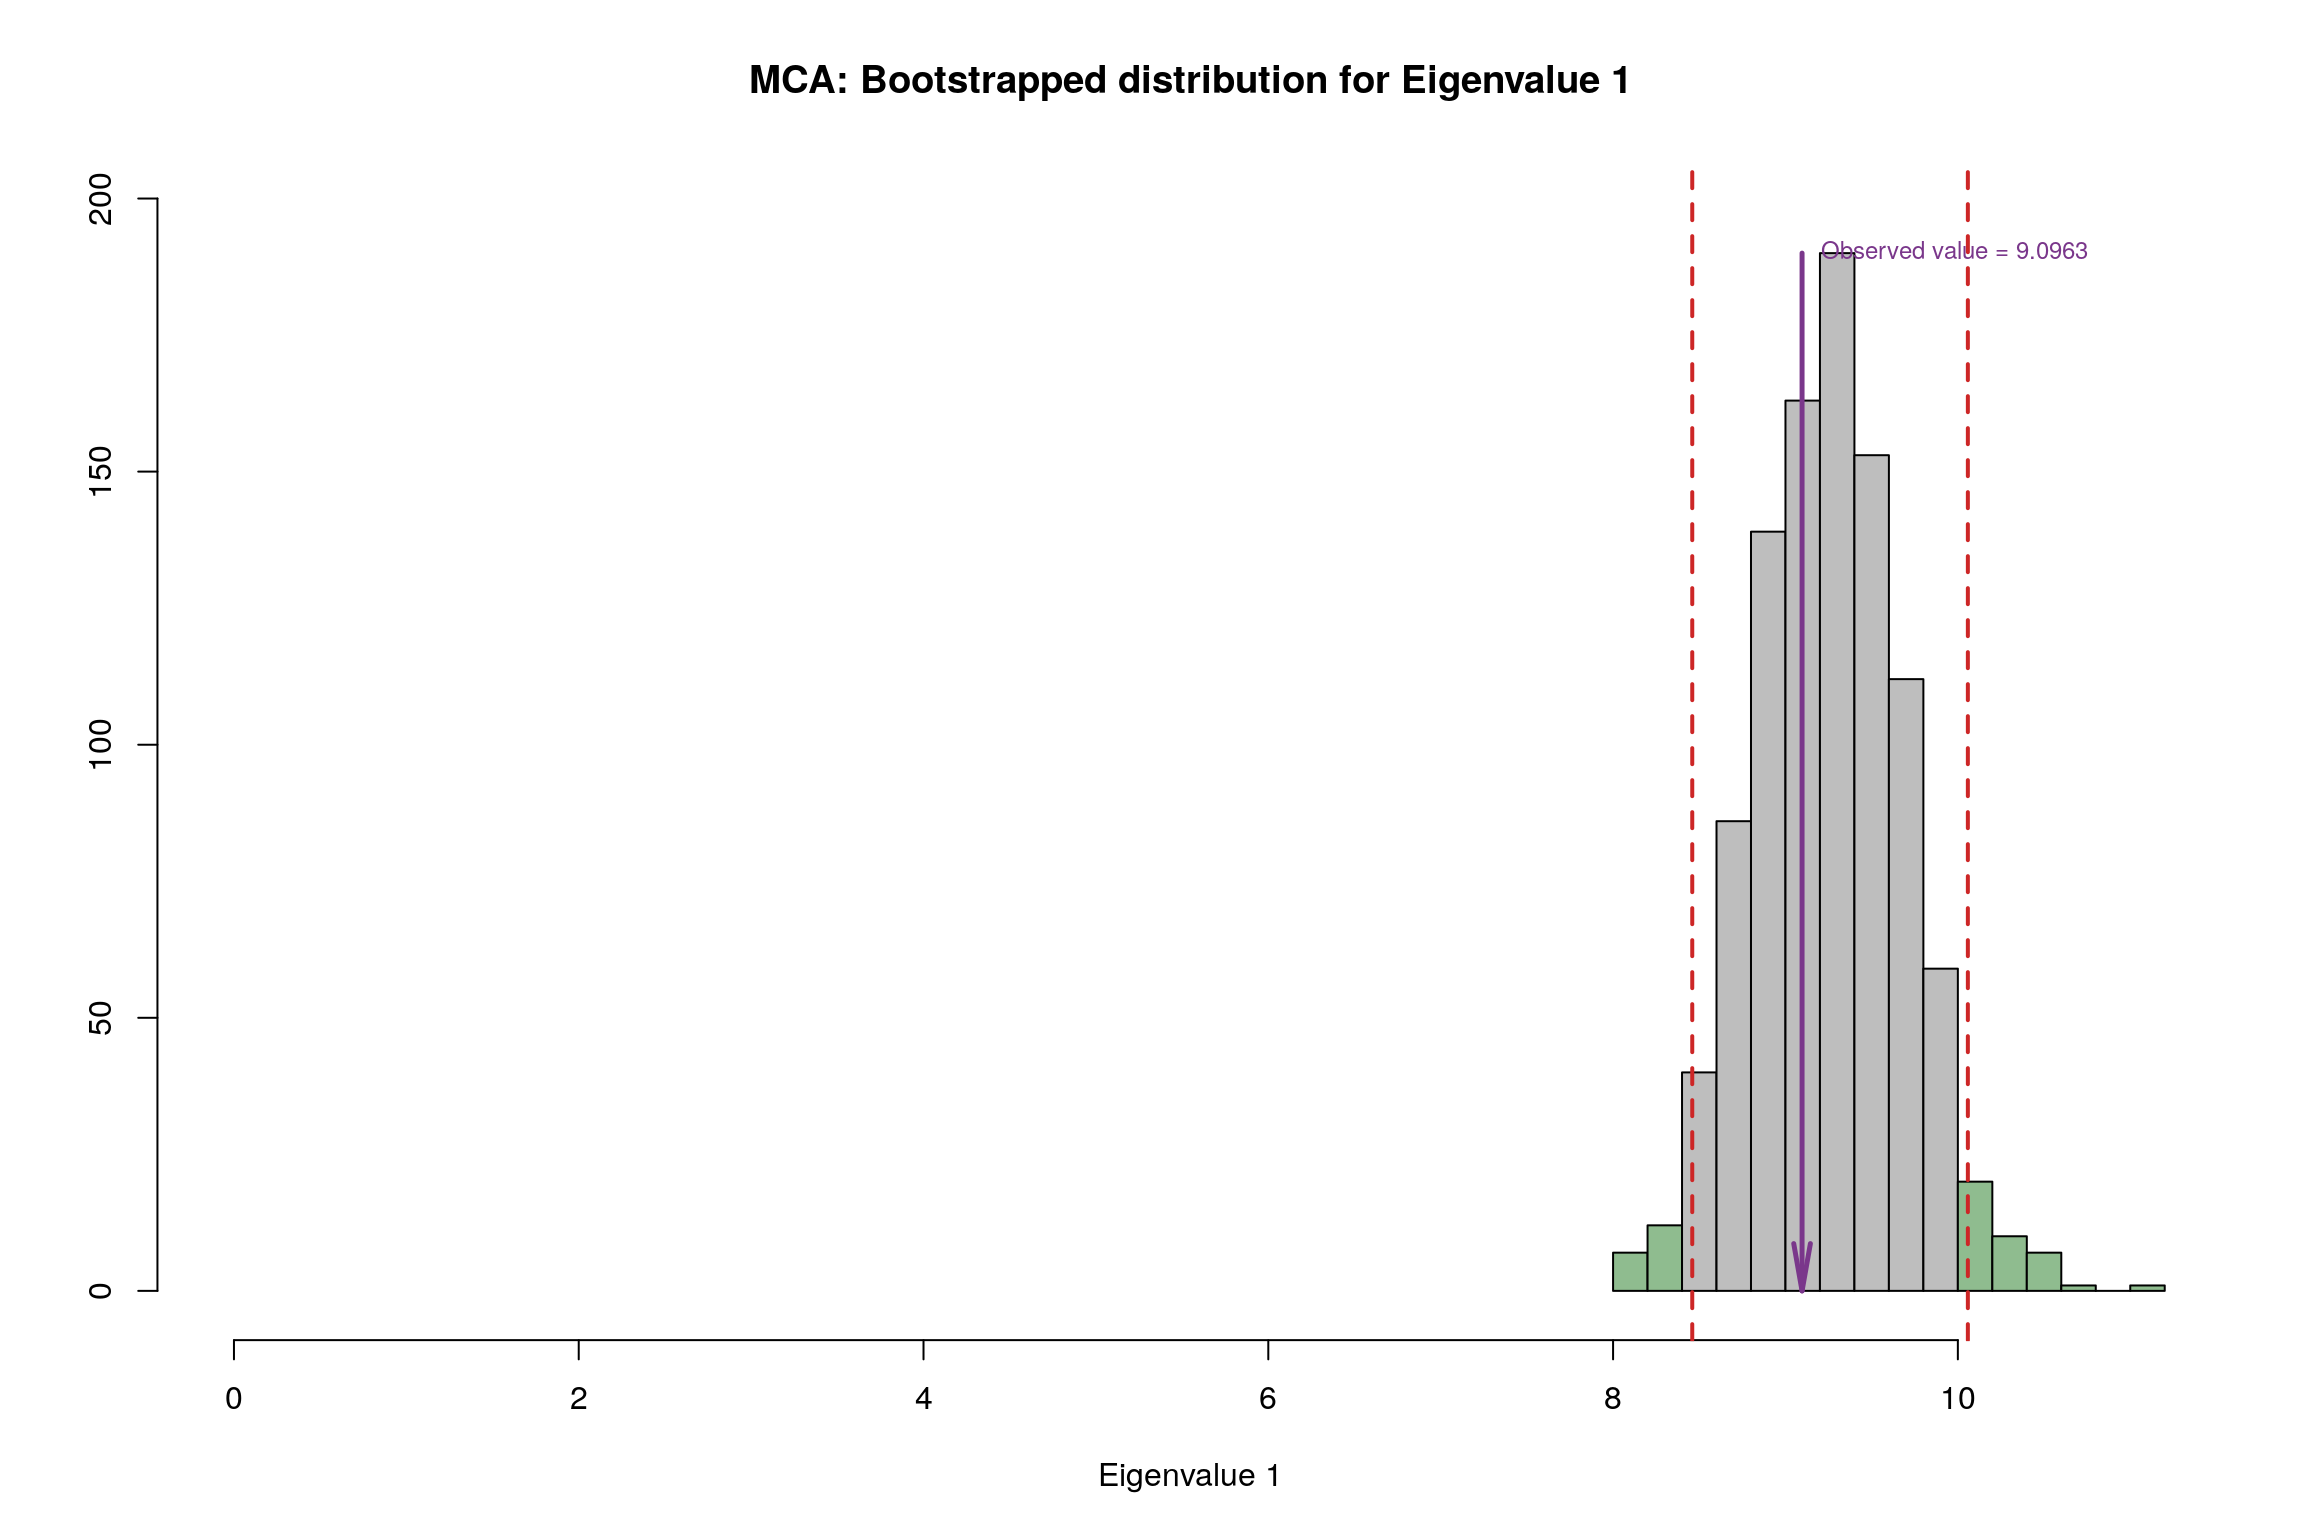 MCA: Bootstrapped distribution for Eigenvalue 1
200
150
100
50
0
Observed value = 9.0963
0 2 4 6 8 10
Eigenvalue 1